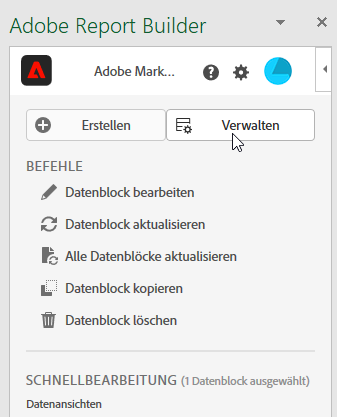 Adobe Report Builder
Adobe Mark...
Erstellen
Verwalten
BEFEHLE
Datenblock bearbeiten
Datenblock aktualisieren
Alle Datenblöcke aktualisieren
Datenblock kopieren
Datenblock löschen
SCHNELLBEARBEITUNG (1 Datenblock ausgewählt)
Datenansichten